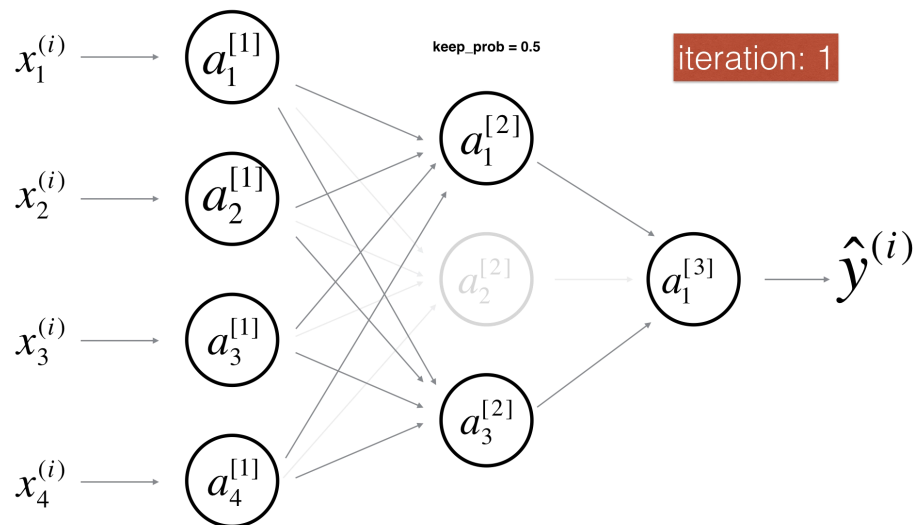 keep_prob = 0.5
iteration: 1
x_1^{(i)}
a_1^{[1]}
a_1^{[2]}
x_2^{(i)}
a_2^{[1]}
a_2^{[2]}
a_1^{[3]}
ŷ^{(i)}
x_3^{(i)}
a_3^{[1]}
a_3^{[2]}
x_4^{(i)}
a_4^{[1]}